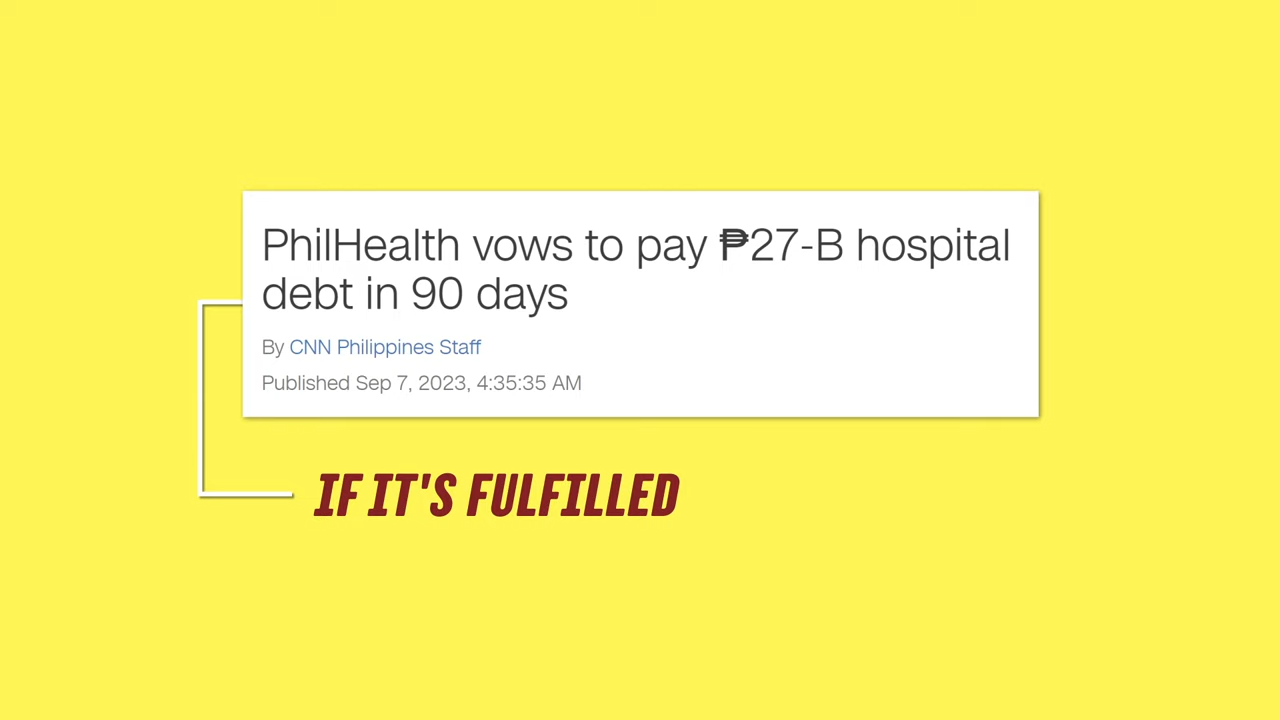 PhilHealth vows to pay ₱27-B hospital
debt in 90 days
By CNN Philippines Staff
Published Sep 7, 2023, 4:35:35 AM
IF IT'S FULFILLED